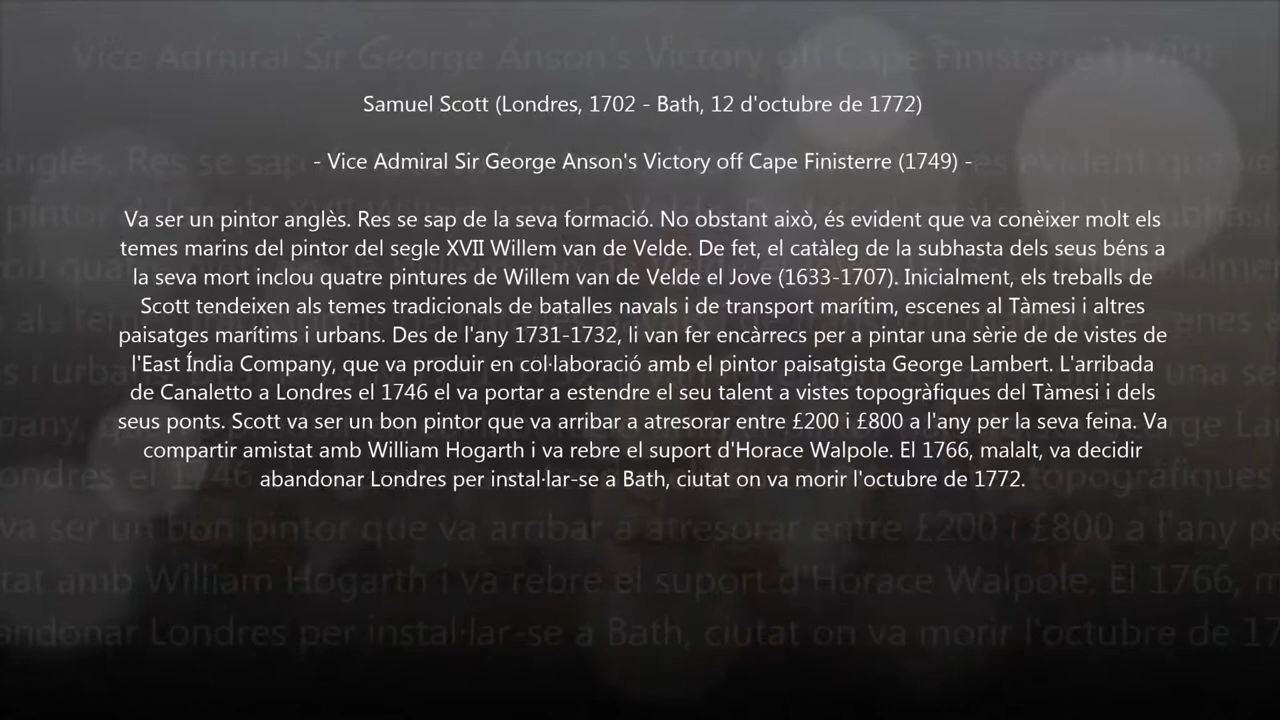 Samuel Scott (Londres, 1702 - Bath, 12 d'octubre de 1772)
- Vice Admiral Sir George Anson's Victory off Cape Finisterre (1749) -
Va ser un pintor anglès. Res se sap de la seva formació. No obstant això, és evident que va conèixer molt els
temes marins del pintor del segle XVII Willem van de Velde. De fet, el catàleg de la subhasta dels seus béns a
la seva mort inclou quatre pintures de Willem van de Velde el Jove (1633-1707). Inicialment, els treballs de
Scott tendeixen als temes tradicionals de batalles navals i de transport marítim, escenes al Tàmesi i altres
paisatges marítims i urbans. Des de l'any 1731-1732, li van fer encàrrecs per a pintar una sèrie de de vistes de
l'East Índia Company, que va produir en col·laboració amb el pintor paisatgista George Lambert. L'arribada
de Canaletto a Londres el 1746 el va portar a estendre el seu talent a vistes topogràfiques del Tàmesi i dels
seus ponts. Scott va ser un bon pintor que va arribar a atresorar entre £200 i £800 a l'any per la seva feina. Va
compartir amistat amb William Hogarth i va rebre el suport d'Horace Walpole. El 1766, malalt, va decidir
abandonar Londres per instal·lar-se a Bath, ciutat on va morir l'octubre de 1772.